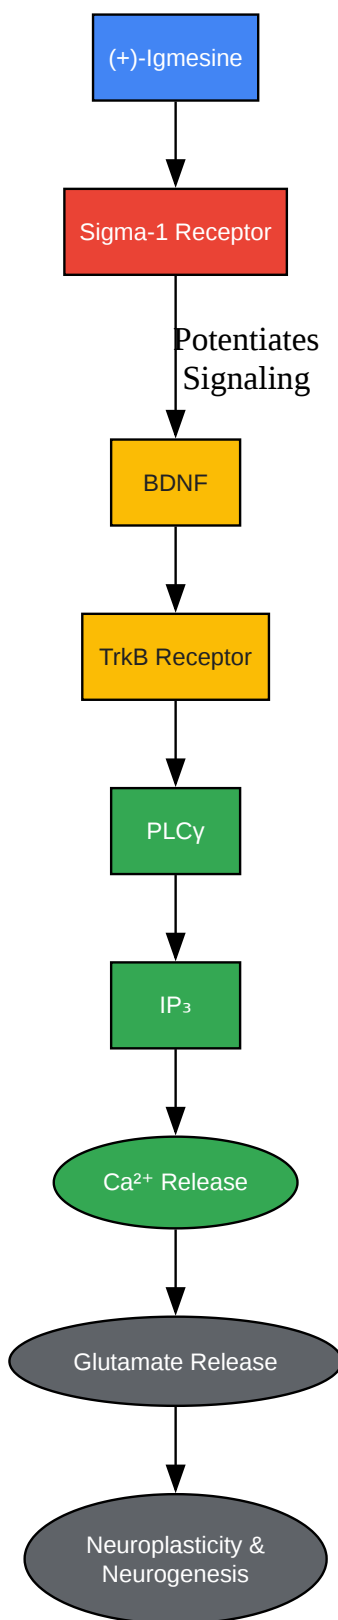 (+)-Igmesine
Sigma-1 Receptor
Potentiates
Signaling
BDNF
TrkB Receptor
PLCγ
IP₃
Ca²⁺ Release
Glutamate Release
Neuroplasticity &
Neurogenesis